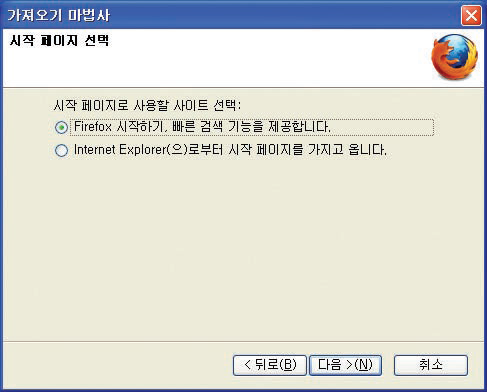 가져오기 마법사
시작 페이지 선택
시작 페이지로 사용할 사이트 선택:
Firefox 시작하기, 빠른 검색 기능을 제공합니다.
Internet Explorer(으)로부터 시작 페이지를 가지고 옵니다.
< 뒤로(B) 다음 >(N) 취소